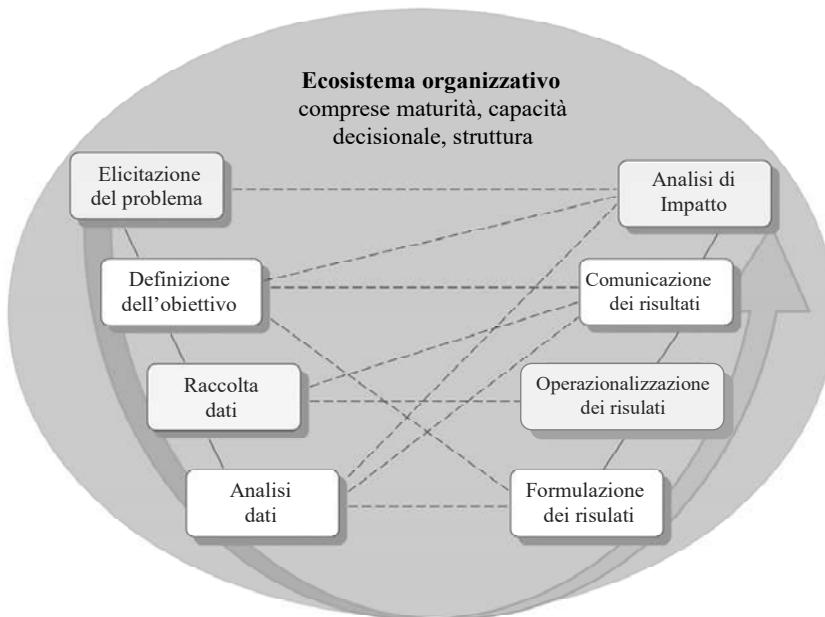 Ecosistema organizzativo
comprese maturità, capacità
decisionale, struttura
Elicitazione
del problema
Analisi di
Impatto
Definizione
dell'obiettivo
Comunicazione
dei risultati
Raccolta
dati
Operazionalizzazione
dei risulati
Analisi
dati
Formulazione
dei risulati